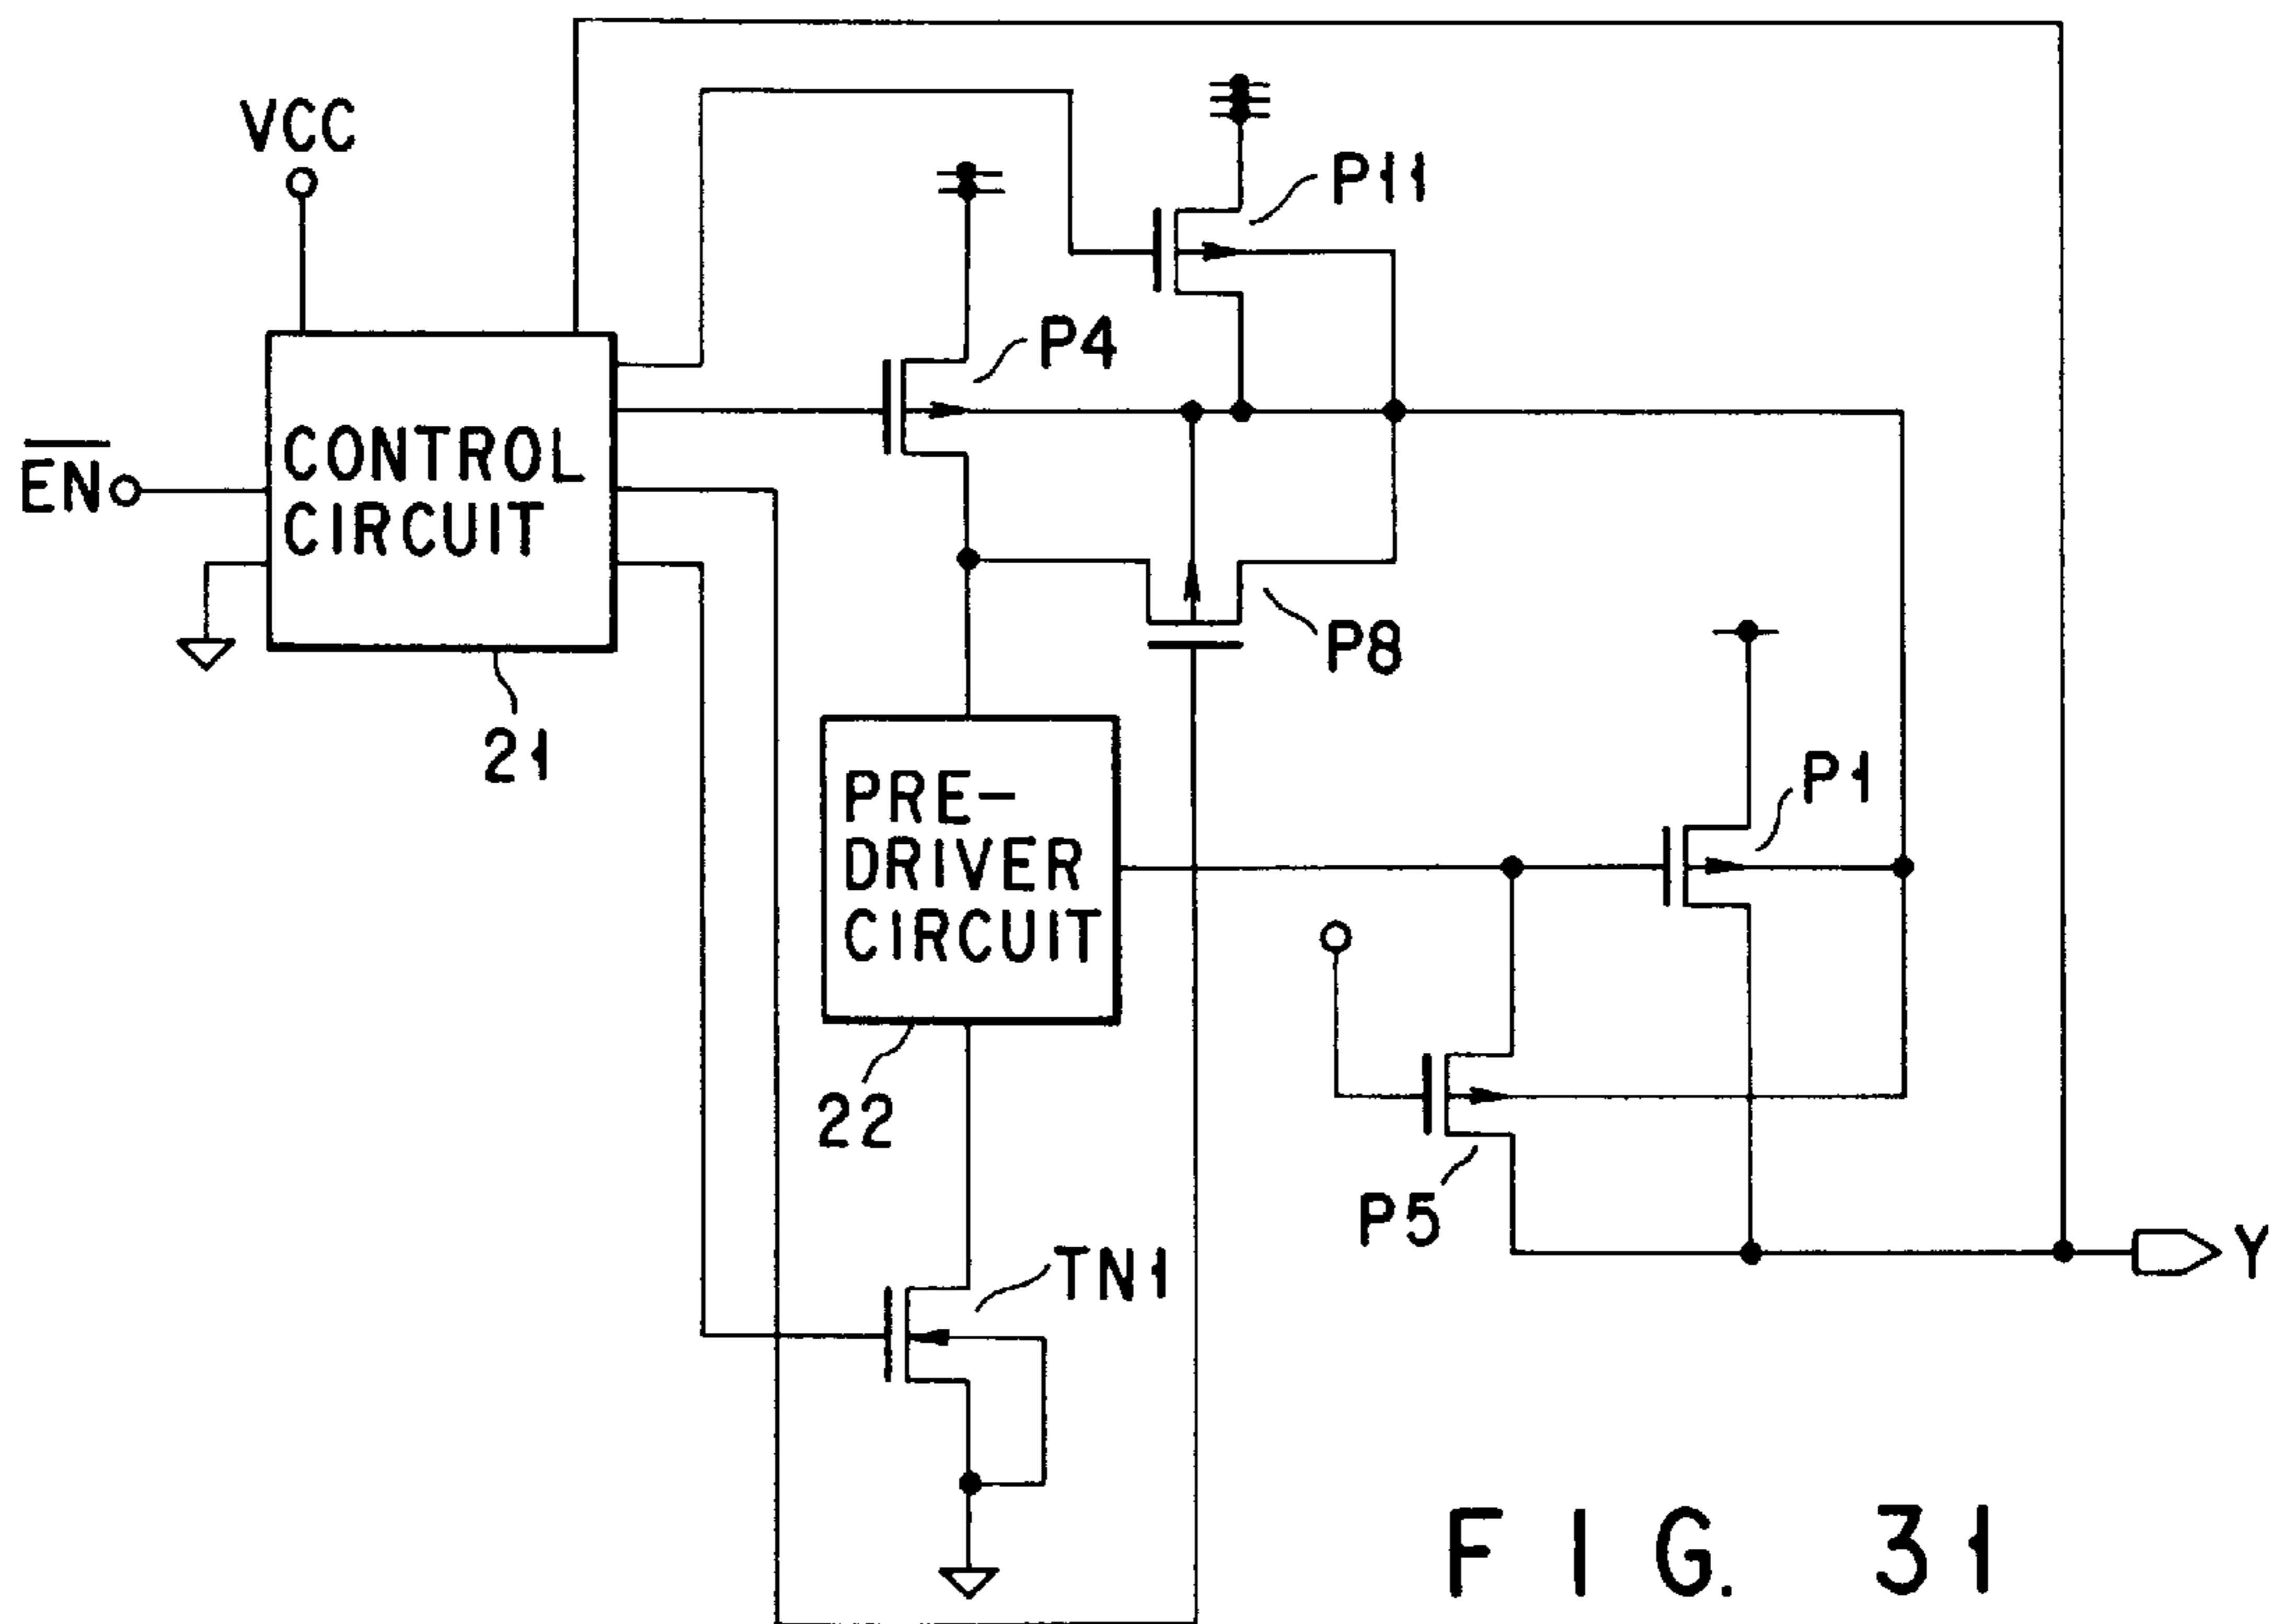 VCC
P11
P4
EN
CONTROL
CIRCUIT
P8
21
PRE-
DRIVER
CIRCUIT
P1
22
P5
TN1
Y
FIG. 31